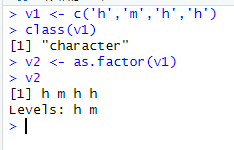 > v1 <- c('h','m','h','h')
> class(v1)
[1] "character"
> v2 <- as.factor(v1)
> v2
[1] h m h h
Levels: h m
>